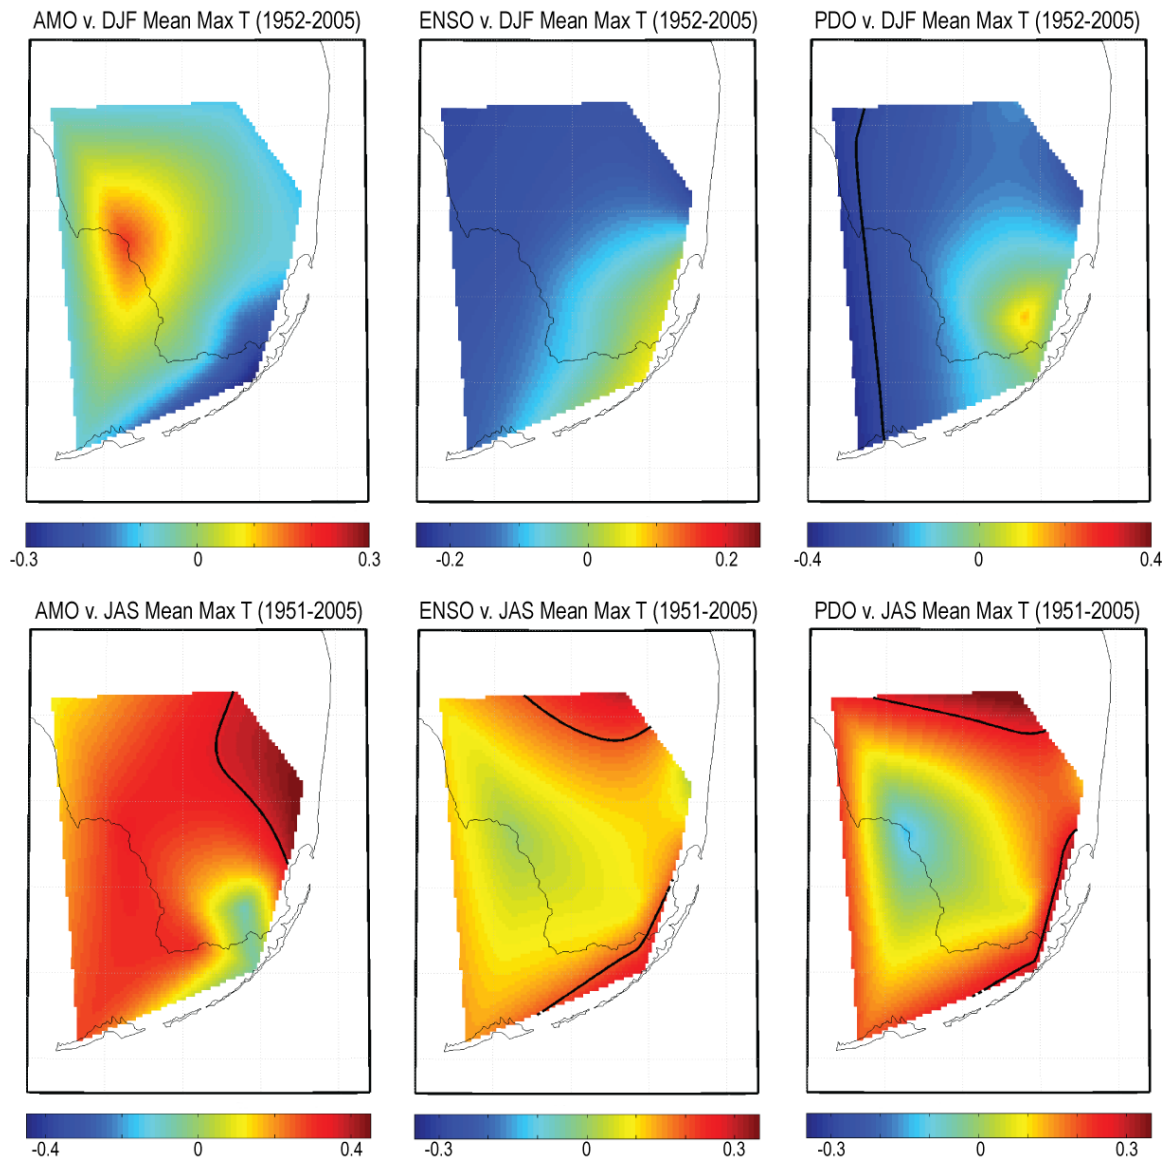 AMO v. DJF Mean Max T (1952-2005)
ENSO v. DJF Mean Max T (1952-2005)
PDO v. DJF Mean Max T (1952-2005)
-0.3 0 0.3
-0.2 0 0.2
-0.4 0 0.4
AMO v. JAS Mean Max T (1951-2005)
ENSO v. JAS Mean Max T (1951-2005)
PDO v. JAS Mean Max T (1951-2005)
-0.4 0 0.4
-0.3 0 0.3
-0.3 0 0.3